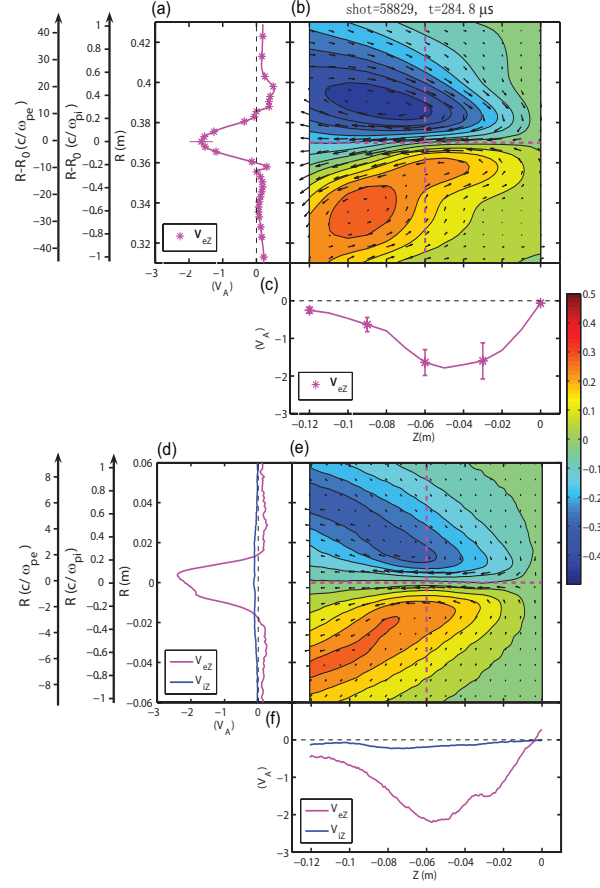 shot=58829, t=284.8 μs
(a)
(b)
R-R0 (c/ωpe)
40
20
0
-20
-40
R-R0 (c/ωpi)
1
0.8
0.6
0.4
0.2
0
-0.2
-0.4
-0.6
-0.8
-1
R (m)
0.42
0.4
0.38
0.36
0.34
0.32
VeZ
-3 -2 -1 0 1
(VA)
(c)
(VA)
0
-1
-2
-3
VeZ
-0.12 -0.1 -0.08 -0.06 -0.04 -0.02 0
Z(m)
0.5
0.4
0.3
0.2
0.1
0
-0.1
-0.2
-0.3
-0.4
(d)
(e)
R (c/ωpe)
8
6
4
2
0
-2
-4
-6
-8
R (c/ωpi)
1
0.8
0.6
0.4
0.2
0
-0.2
-0.4
-0.6
-0.8
-1
R (m)
0.06
0.04
0.02
0
-0.02
-0.04
-0.06
VeZ
ViZ
-3 -2 -1 0 1
(VA)
(f)
(VA)
0
-1
-2
-3
VeZ
ViZ
-0.12 -0.1 -0.08 -0.06 -0.04 -0.02 0
Z (m)